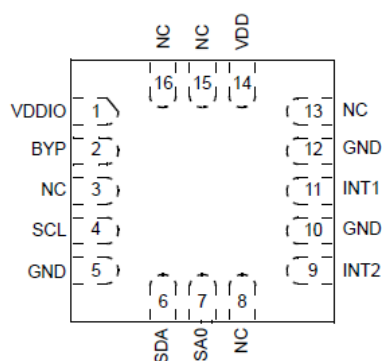 NC NC VDD
16 15 14
VDDIO 1 13 NC
BYP 2 12 GND
NC 3 11 INT1
SCL 4 10 GND
GND 5 9 INT2
6 7 8
SDA SA0 NC